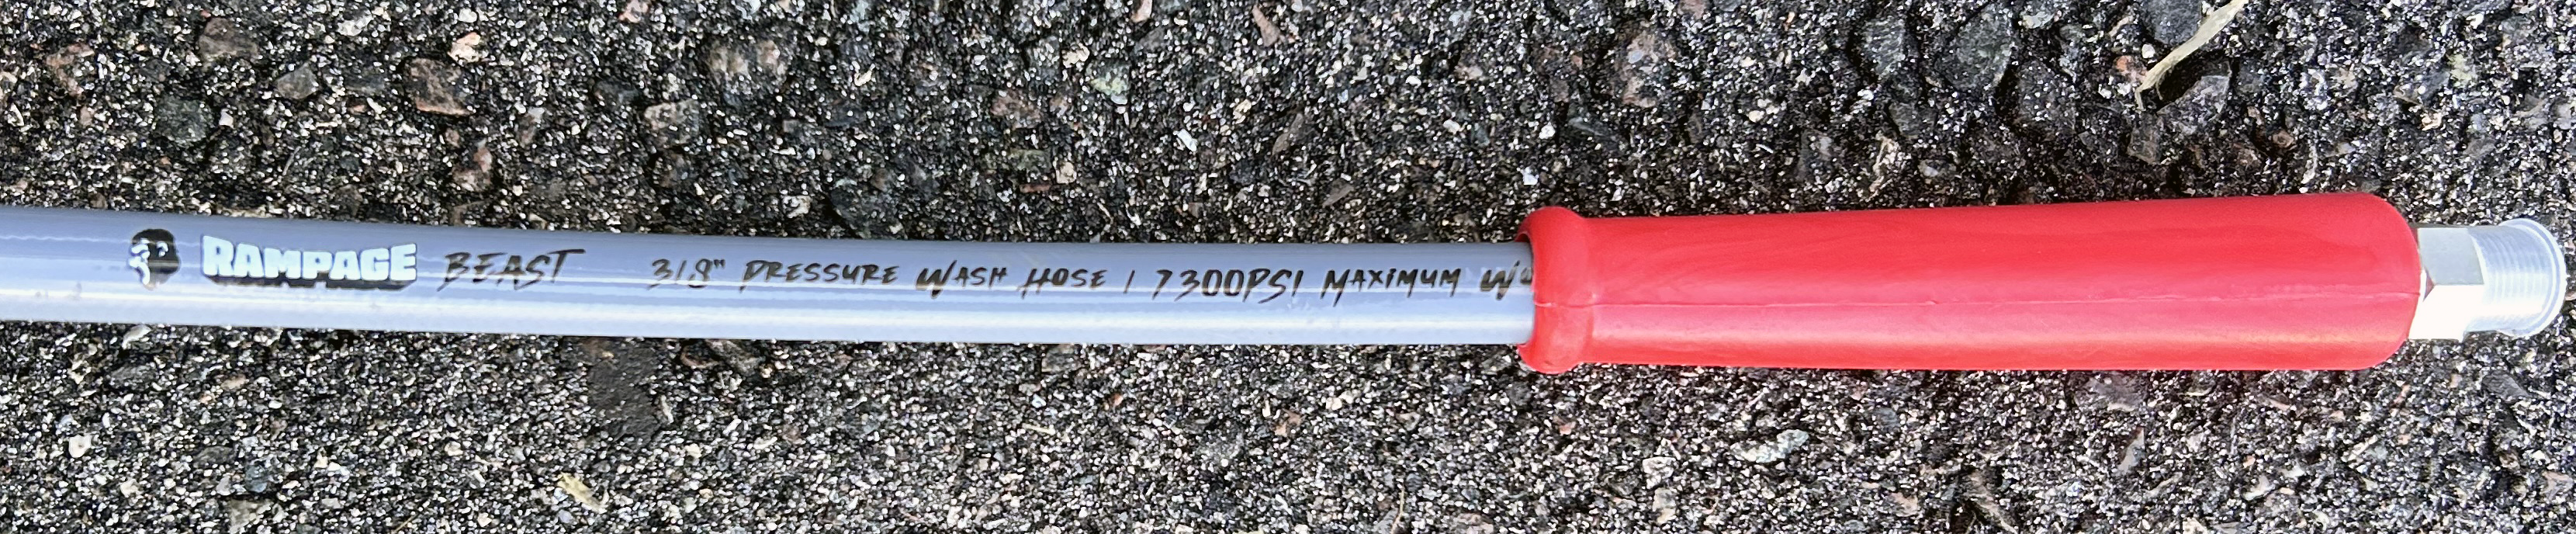 RAMPAGE BEAST 3/8" PRESSURE WASH HOSE | 7300PSI MAXIMUM